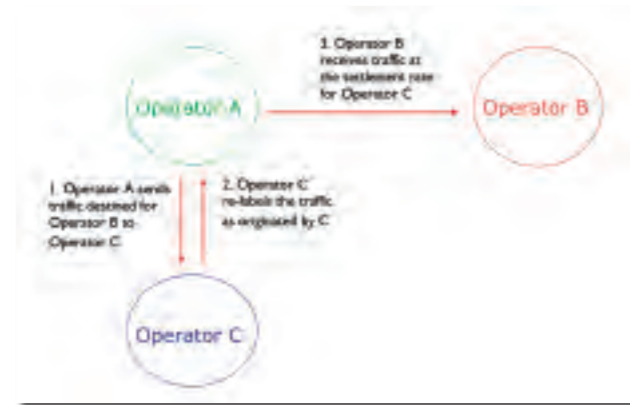 3. Operator B
receives traffic at
the settlement rate
for Operator C
Operator A
Operator B
1. Operator A sends
traffic destined for
Operator B to
Operator C
2. Operator C
re-labels the traffic
as originated by C
Operator C